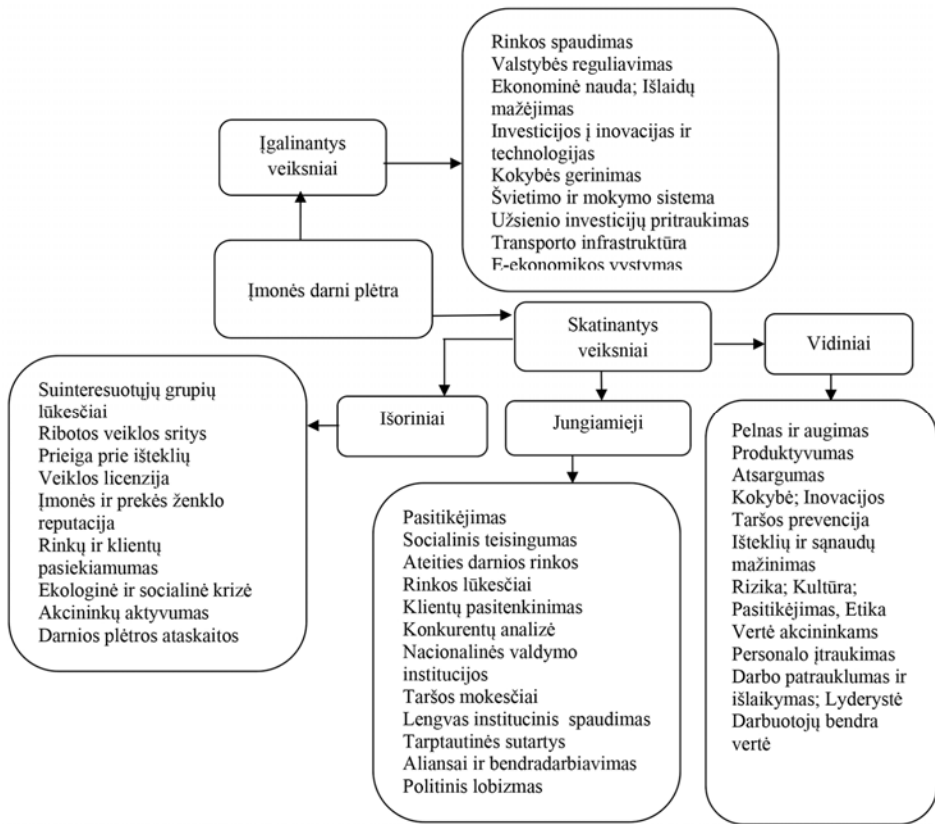 Rinkos spaudimas
Valstybės reguliavimas
Ekonominė nauda; Išlaidų
mažėjimas
Investicijos į inovacijas ir
technologijas
Kokybės gerinimas
Švietimo ir mokymo sistema
Užsienio investicijų pritraukimas
Transporto infrastruktūra
E-ekonomikos vystymas
Įgalinantys
veiksniai
Įmonės darni plėtra
Skatinantys
veiksniai
Vidiniai
Išoriniai
Jungiamieji
Suinteresuotųjų grupių
lūkesčiai
Ribotos veiklos sritys
Prieiga prie išteklių
Veiklos licenzija
Įmonės ir prekės ženklo
reputacija
Rinkų ir klientų
pasiekiamumas
Ekologinė ir socialinė krizė
Akcininkų aktyvumas
Darnios plėtros ataskaitos
Pasitikėjimas
Socialinis teisingumas
Ateities darnios rinkos
Rinkos lūkesčiai
Klientų pasitenkinimas
Konkurentų analizė
Nacionalinės valdymo
institucijos
Taršos mokesčiai
Lengvas institucinis spaudimas
Tarptautinės sutartys
Aliansai ir bendradarbiavimas
Politinis lobizmas
Pelnas ir augimas
Produktyvumas
Atsargumas
Kokybė; Inovacijos
Taršos prevencija
Išteklių ir sąnaudų
mažinimas
Rizika; Kultūra;
Pasitikėjimas, Etika
Vertė akcininkams
Personalo įtraukimas
Darbo patrauklumas ir
išlaikymas; Lyderystė
Darbuotojų bendra
vertė